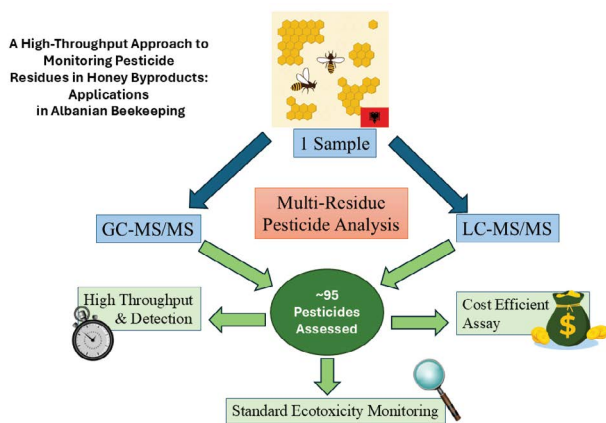 A High-Throughput Approach to
Monitoring Pesticide
Residues in Honey Byproducts:
Applications
in Albanian Beekeeping
1 Sample
GC-MS/MS
Multi-Residue
Pesticide Analysis
LC-MS/MS
High Throughput
& Detection
~95
Pesticides
Assessed
Cost Efficient
Assay
$
Standard Ecotoxicity Monitoring